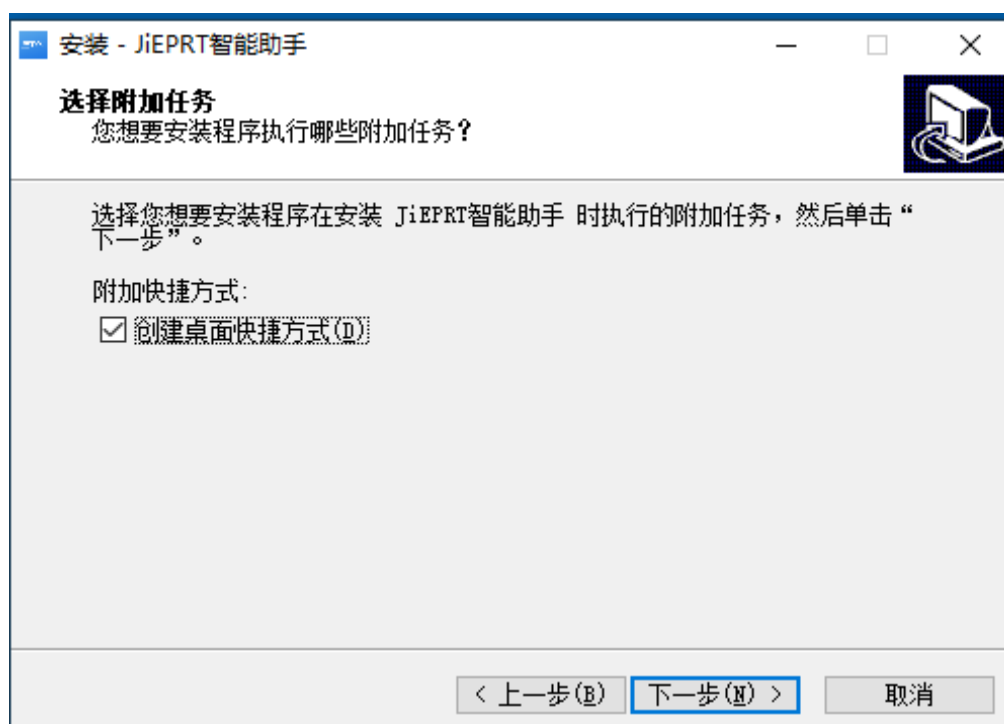 安装 - JiEPRT智能助手
选择附加任务
您想要安装程序执行哪些附加任务？
选择您想要安装程序在安装 JiEPRT智能助手 时执行的附加任务，然后单击“
下一步”。
附加快捷方式:
创建桌面快捷方式(D)
< 上一步(B)
下一步(N) >
取消